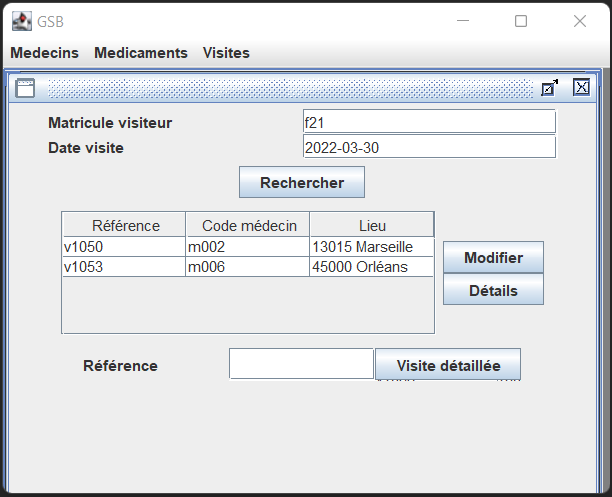 GSB
Medecins Medicaments Visites
Matricule visiteur f21
Date visite 2022-03-30
Rechercher
Référence Code médecin Lieu
v1050 m002 13015 Marseille
v1053 m006 45000 Orléans
Modifier
Détails
Référence Visite détaillée